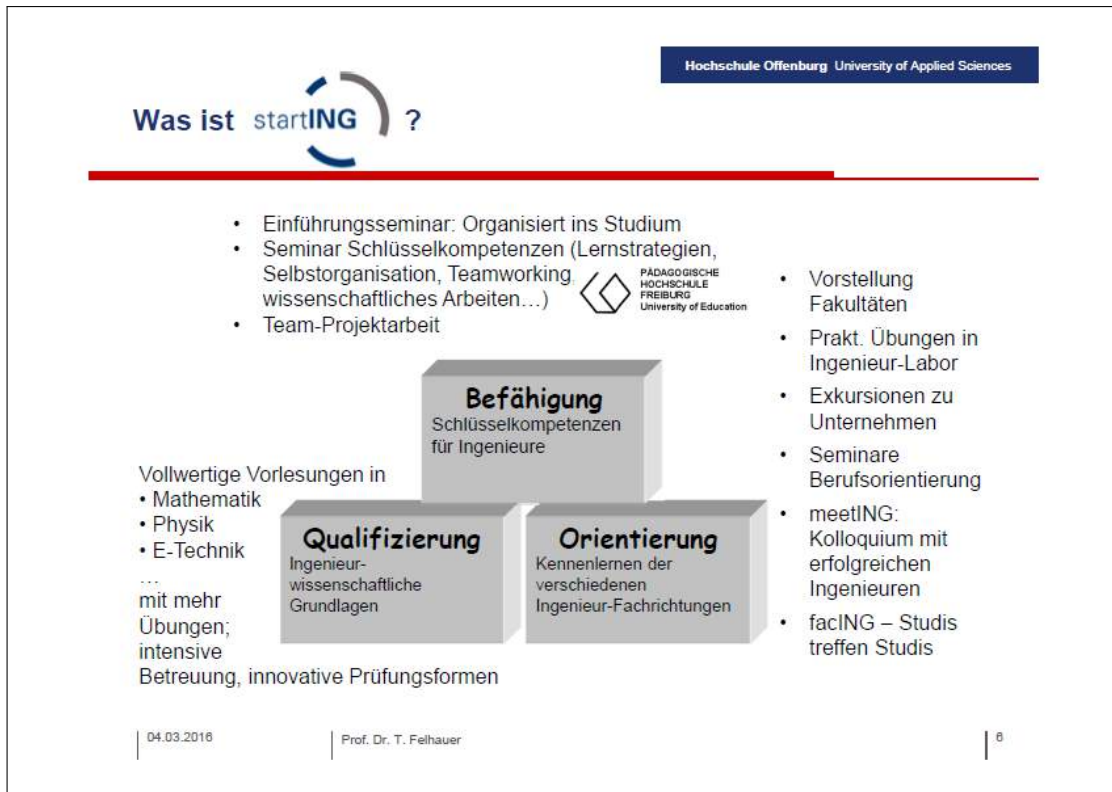 Hochschule Offenburg University of Applied Sciences
Was ist startING ?
• Einführungsseminar: Organisiert ins Studium
• Seminar Schlüsselkompetenzen (Lernstrategien,
Selbstorganisation, Teamworking,
wissenschaftliches Arbeiten…)
• Team-Projektarbeit
PÄDAGOGISCHE
HOCHSCHULE
FREIBURG
University of Education
Befähigung
Schlüsselkompetenzen
für Ingenieure
Vollwertige Vorlesungen in
• Mathematik
• Physik
• E-Technik
…
mit mehr
Übungen;
intensive
Betreuung, innovative Prüfungsformen
Qualifizierung
Ingenieur-
wissenschaftliche
Grundlagen
Orientierung
Kennenlernen der
verschiedenen
Ingenieur-Fachrichtungen
• Vorstellung
Fakultäten
• Prakt. Übungen in
Ingenieur-Labor
• Exkursionen zu
Unternehmen
• Seminare
Berufsorientierung
• meetING:
Kolloquium mit
erfolgreichen
Ingenieuren
• facING – Studis
treffen Studis
04.03.2016
Prof. Dr. T. Felhauer
6